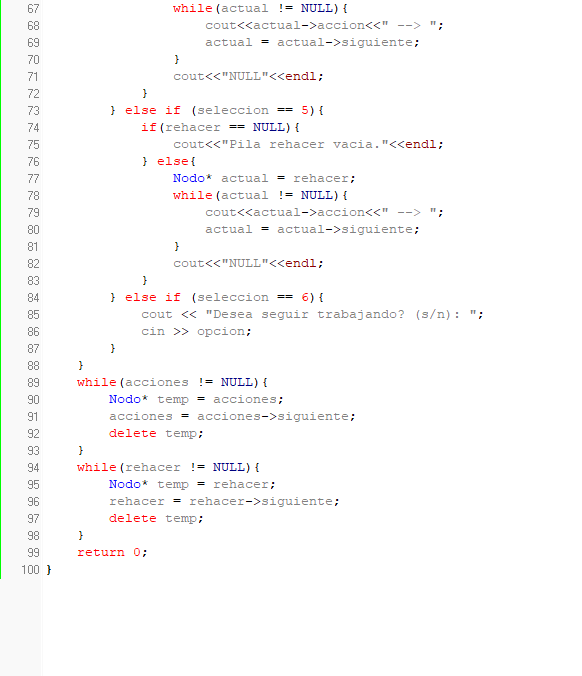 67 while(actual != NULL){
68 cout<<actual->accion<<" --> ";
69 actual = actual->siguiente;
70 }
71 cout<<"NULL"<<endl;
72 }
73 } else if (seleccion == 5){
74 if(rehacer == NULL){
75 cout<<"Pila rehacer vacia."<<endl;
76 } else{
77 Nodo* actual = rehacer;
78 while(actual != NULL){
79 cout<<actual->accion<<" --> ";
80 actual = actual->siguiente;
81 }
82 cout<<"NULL"<<endl;
83 }
84 } else if (seleccion == 6){
85 cout << "Desea seguir trabajando? (s/n): ";
86 cin >> opcion;
87 }
88 }
89 while(acciones != NULL){
90 Nodo* temp = acciones;
91 acciones = acciones->siguiente;
92 delete temp;
93 }
94 while(rehacer != NULL){
95 Nodo* temp = rehacer;
96 rehacer = rehacer->siguiente;
97 delete temp;
98 }
99 return 0;
100 }